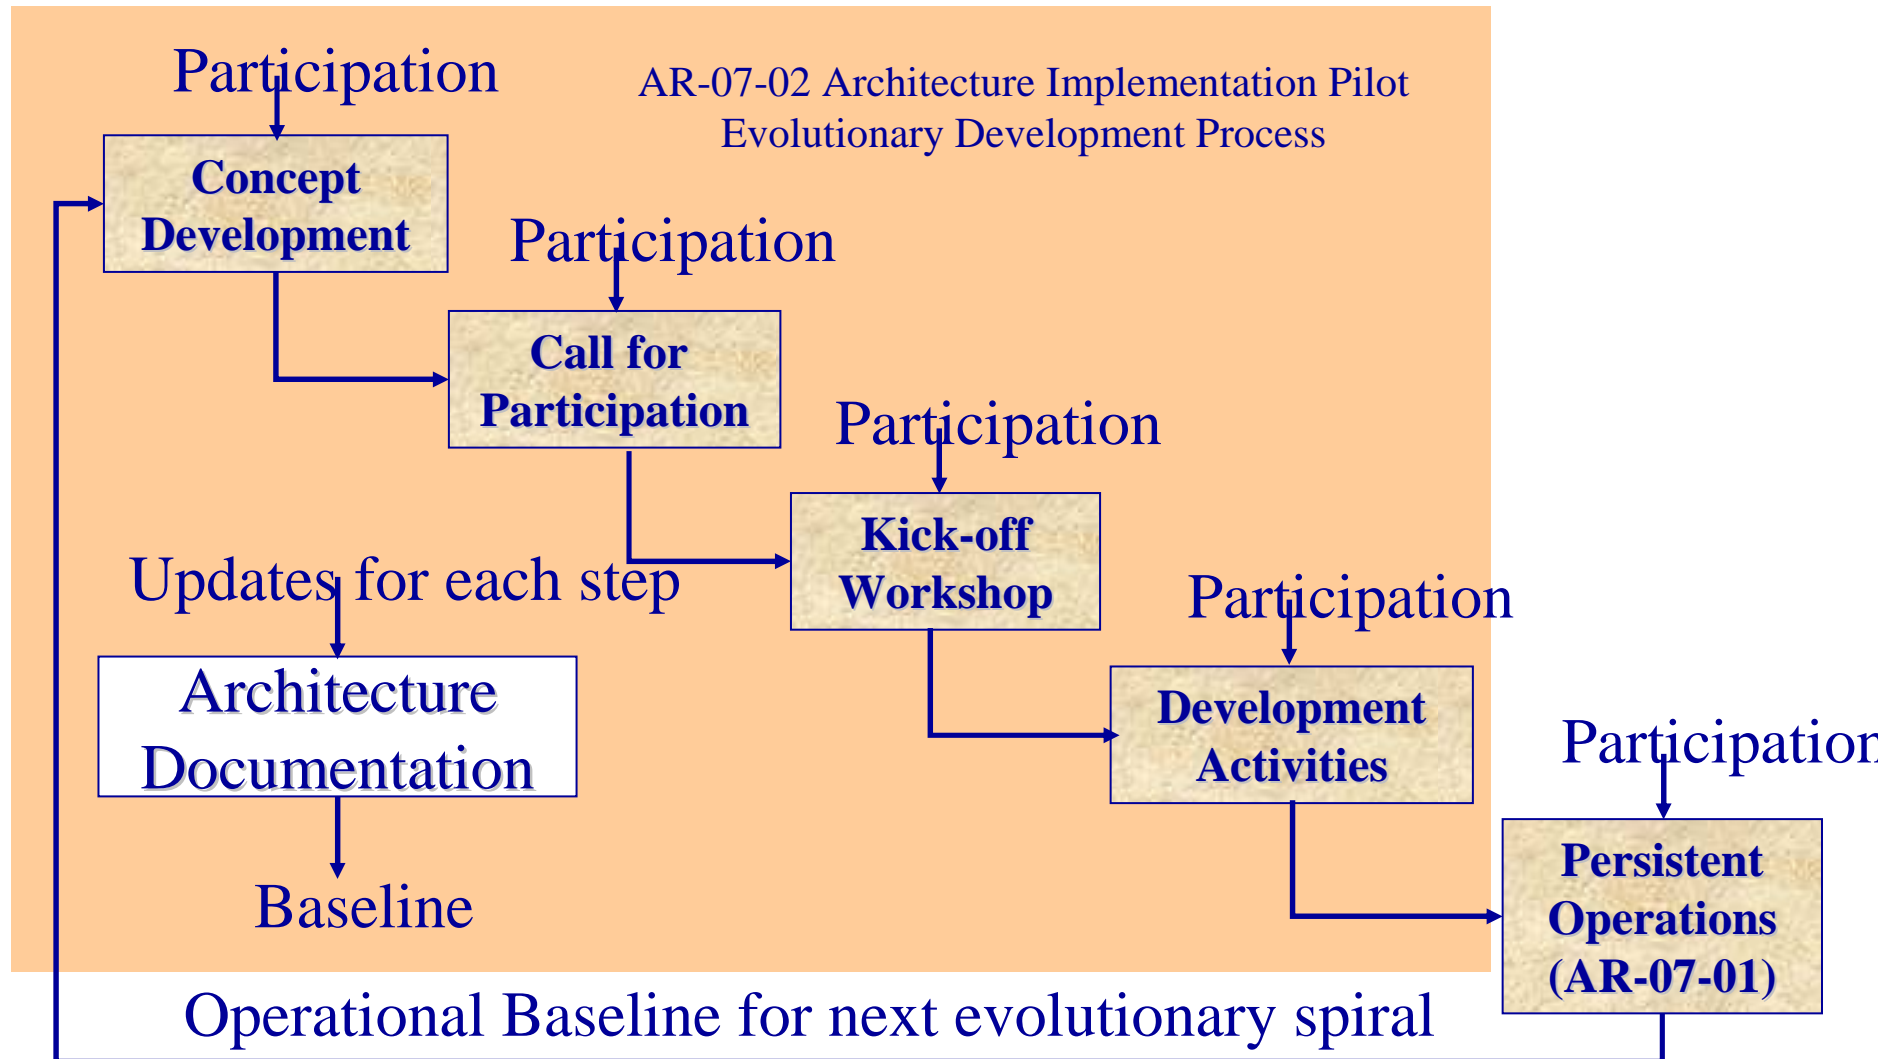 Participation
AR-07-02 Architecture Implementation Pilot
Evolutionary Development Process
Concept
Development
Participation
Call for
Participation
Participation
Kick-off
Workshop
Updates for each step
Participation
Architecture
Documentation
Development
Activities
Participation
Baseline
Persistent
Operations
(AR-07-01)
Operational Baseline for next evolutionary spiral